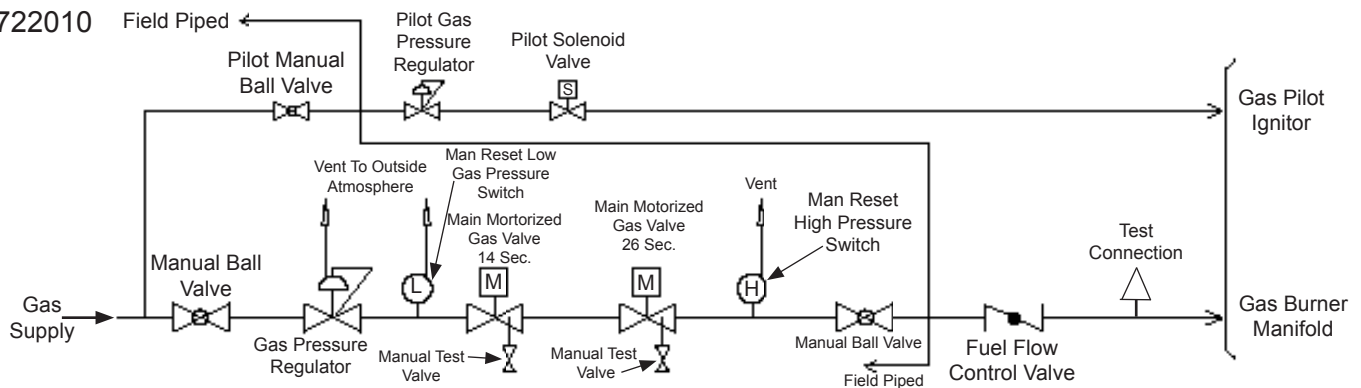 722010
Field Piped
Pilot Gas
Pressure
Regulator
Pilot Solenoid
Valve
Pilot Manual
Ball Valve
S
Gas Pilot
Ignitor
Vent To Outside
Atmosphere
Man Reset Low
Gas Pressure
Switch
Main Mortorized
Gas Valve
14 Sec.
Main Motorized
Gas Valve
26 Sec.
Vent
Man Reset
High Pressure
Switch
Test
Connection
Manual Ball
Valve
L
M
M
H
Gas
Supply
Gas Burner
Manifold
Gas Pressure
Regulator
Manual Test
Valve
Manual Test
Valve
Manual Ball Valve
Field Piped
Fuel Flow
Control Valve